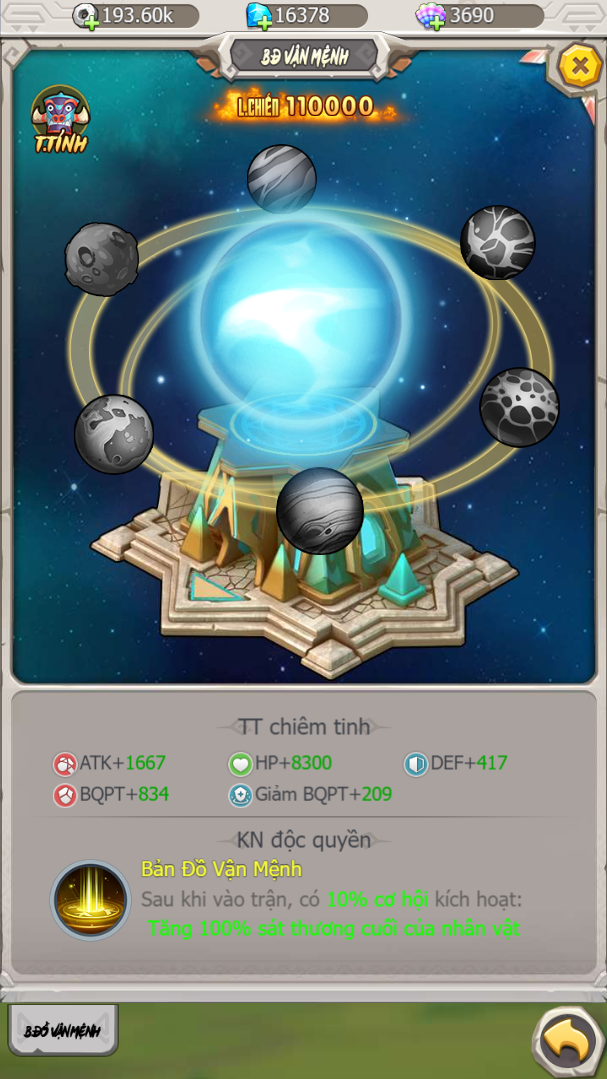 193.60k 16378 3690
BĐ VẬN MỆNH
L.CHIẾN 110000
T.TÍNH
TT chiêm tinh
ATK+1667 HP+8300 DEF+417
BQPT+834 Giảm BQPT+209
KN độc quyền
Bản Đồ Vận Mệnh
Sau khi vào trận, có 10% cơ hội kích hoạt:
Tăng 100% sát thương cuối của nhân vật
B.ĐỒ VẬN MỆNH